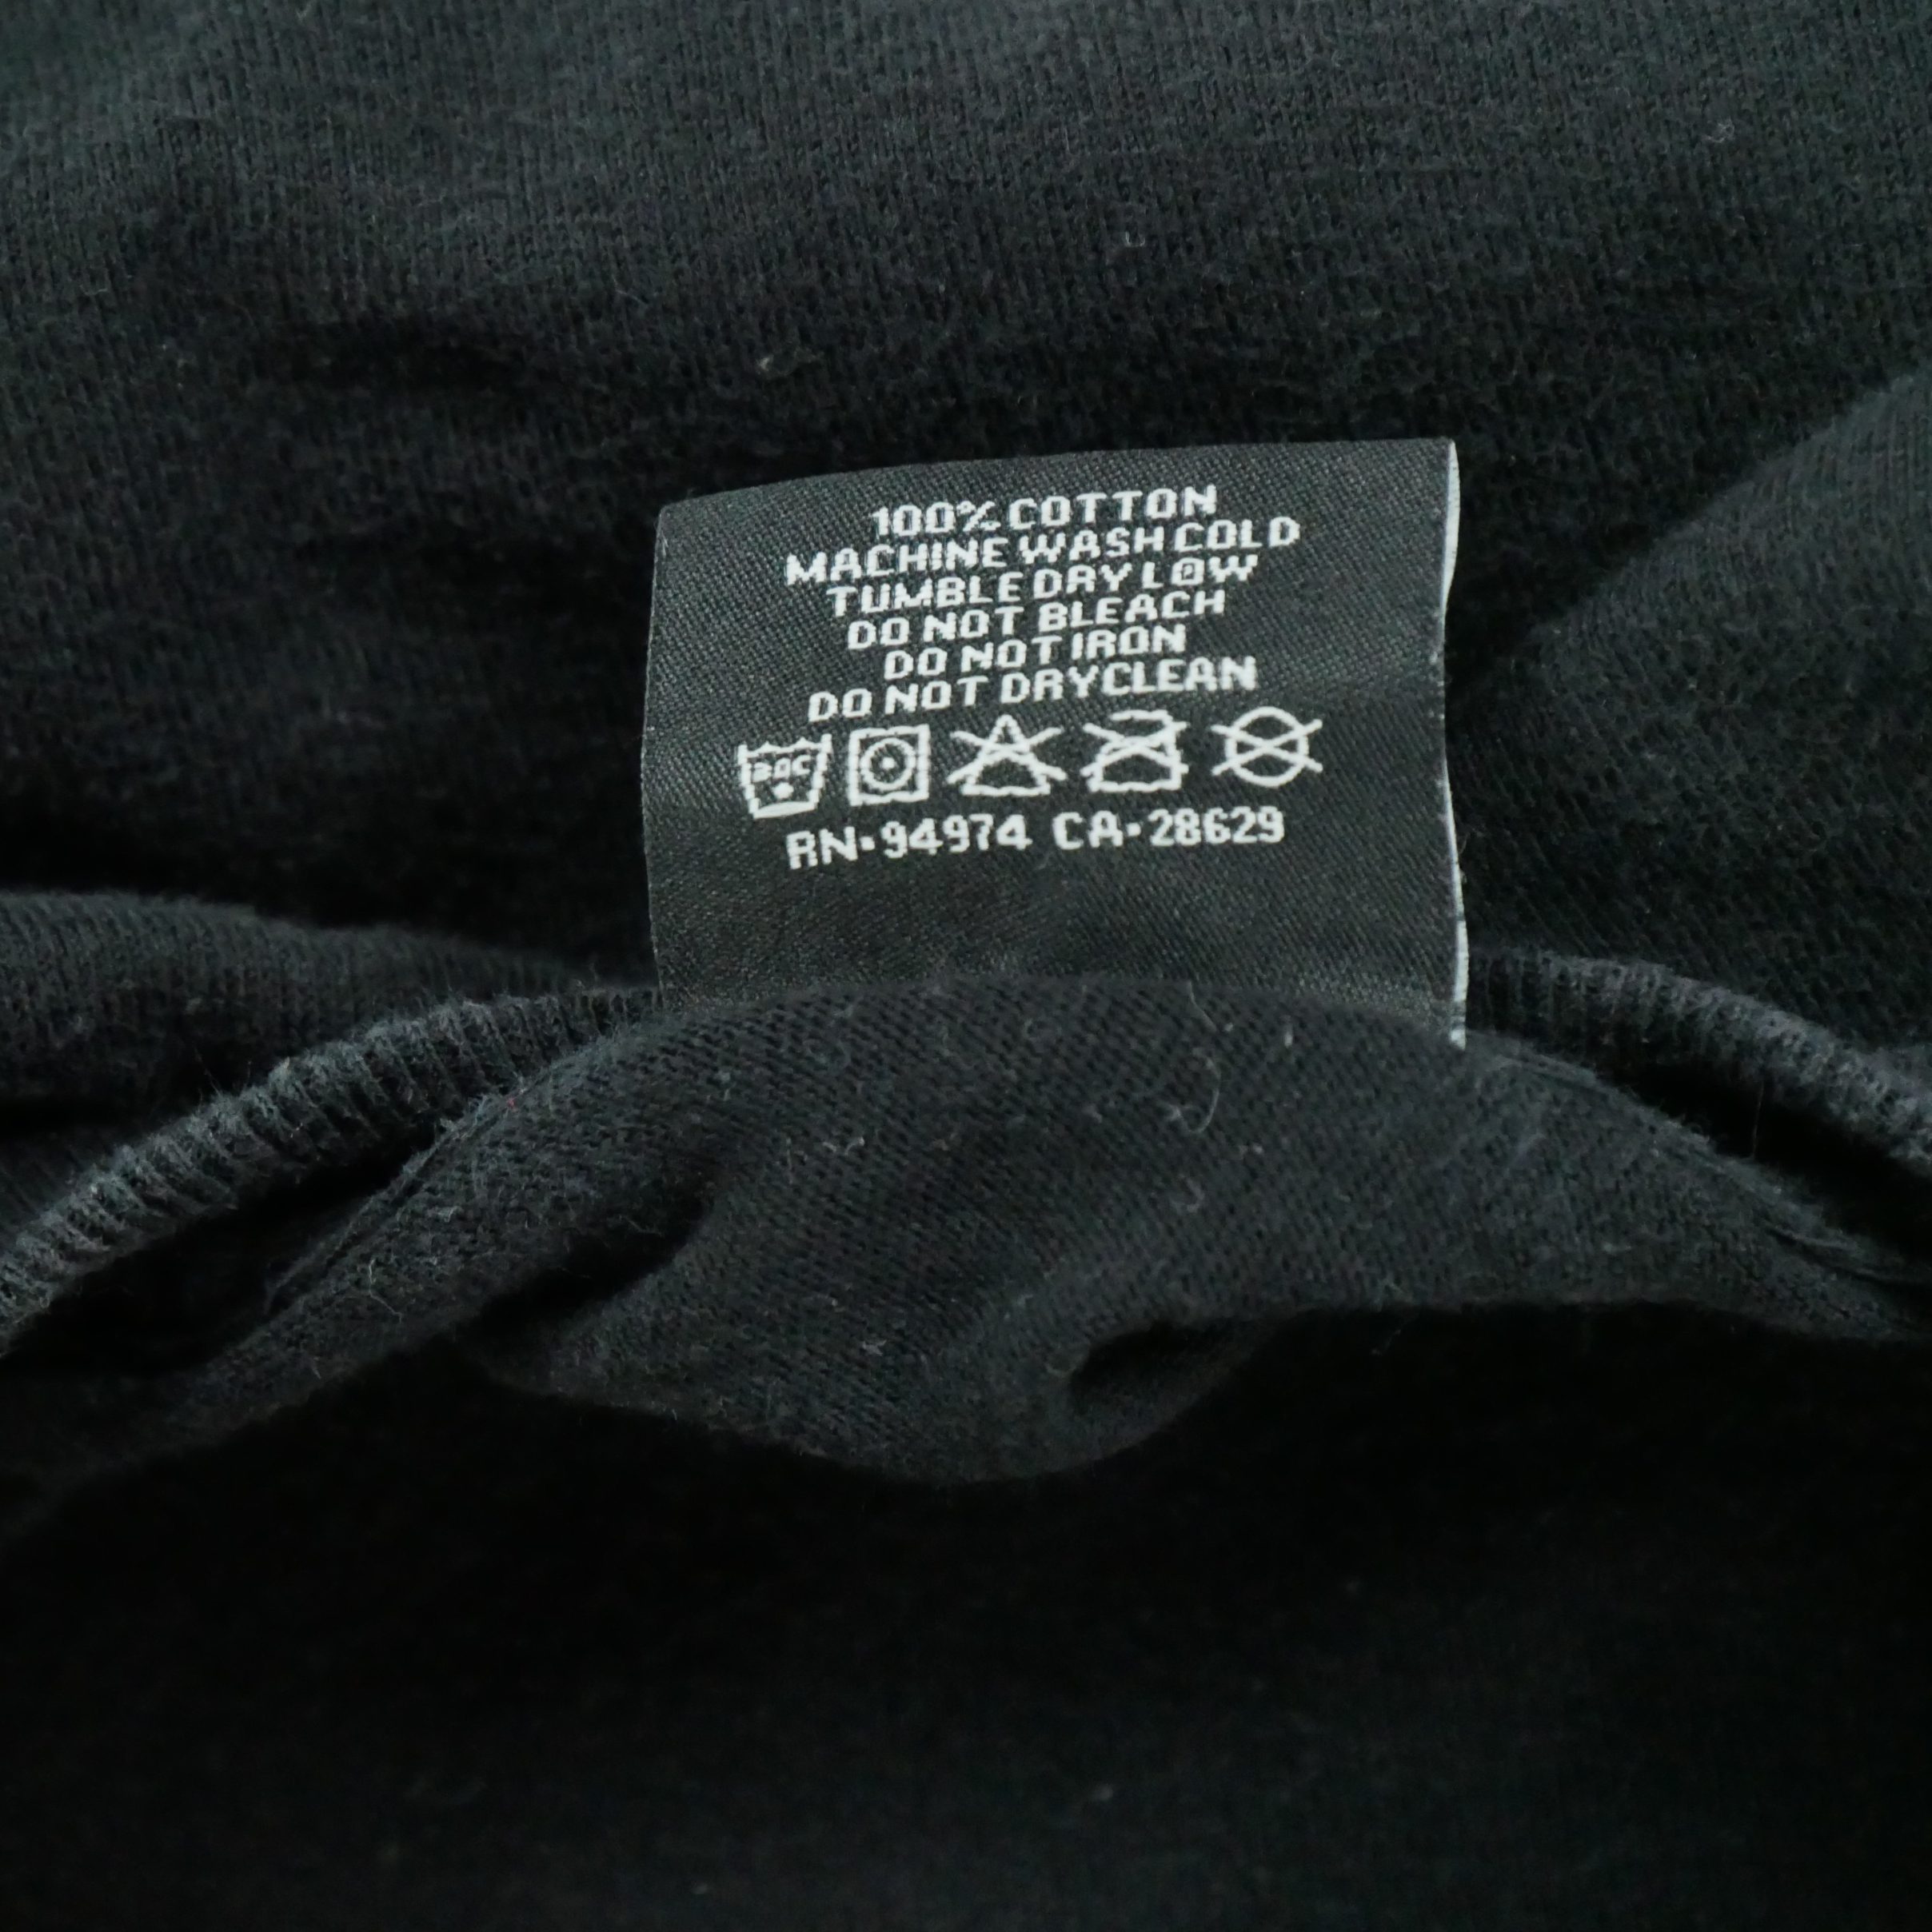 100% COTTON
MACHINE WASH COLD
TUMBLE DRY LOW
DO NOT BLEACH
DO NOT IRON
DO NOT DRYCLEAN
30C
RN•94974 CA•28629